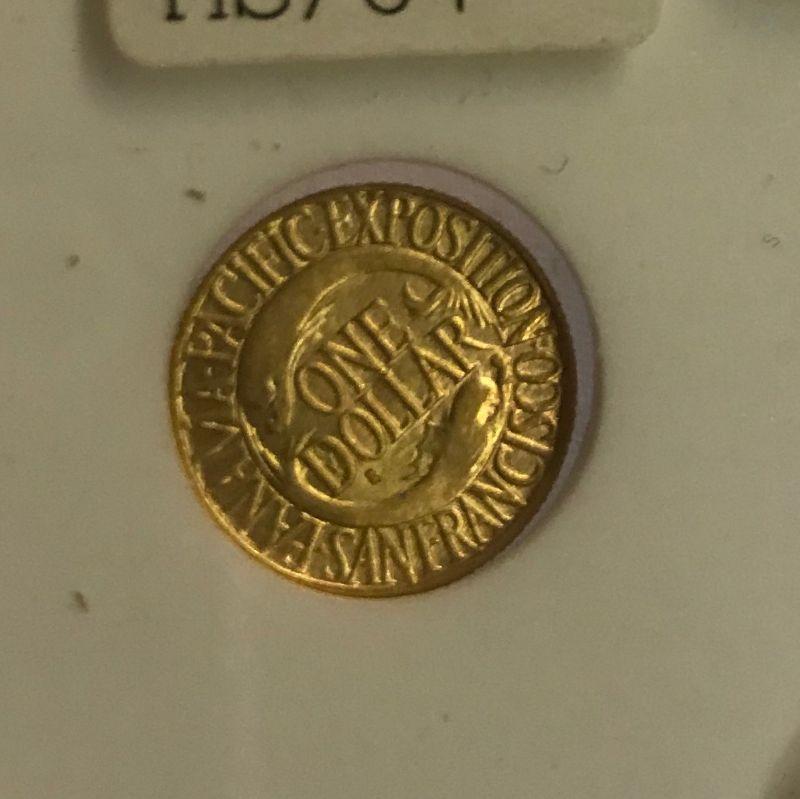 PANAMA·PACIFIC·EXPOSITION·
SAN FRANCISCO·
ONE
DOLLAR